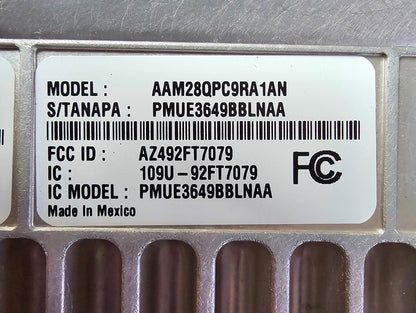 MODEL : AAM28QPC9RA1AN
S/TANAPA : PMUE3649BBLNAA
FCC ID : AZ492FT7079
IC : 109U-92FT7079
IC MODEL : PMUE3649BBLNAA
Made In Mexico
FC